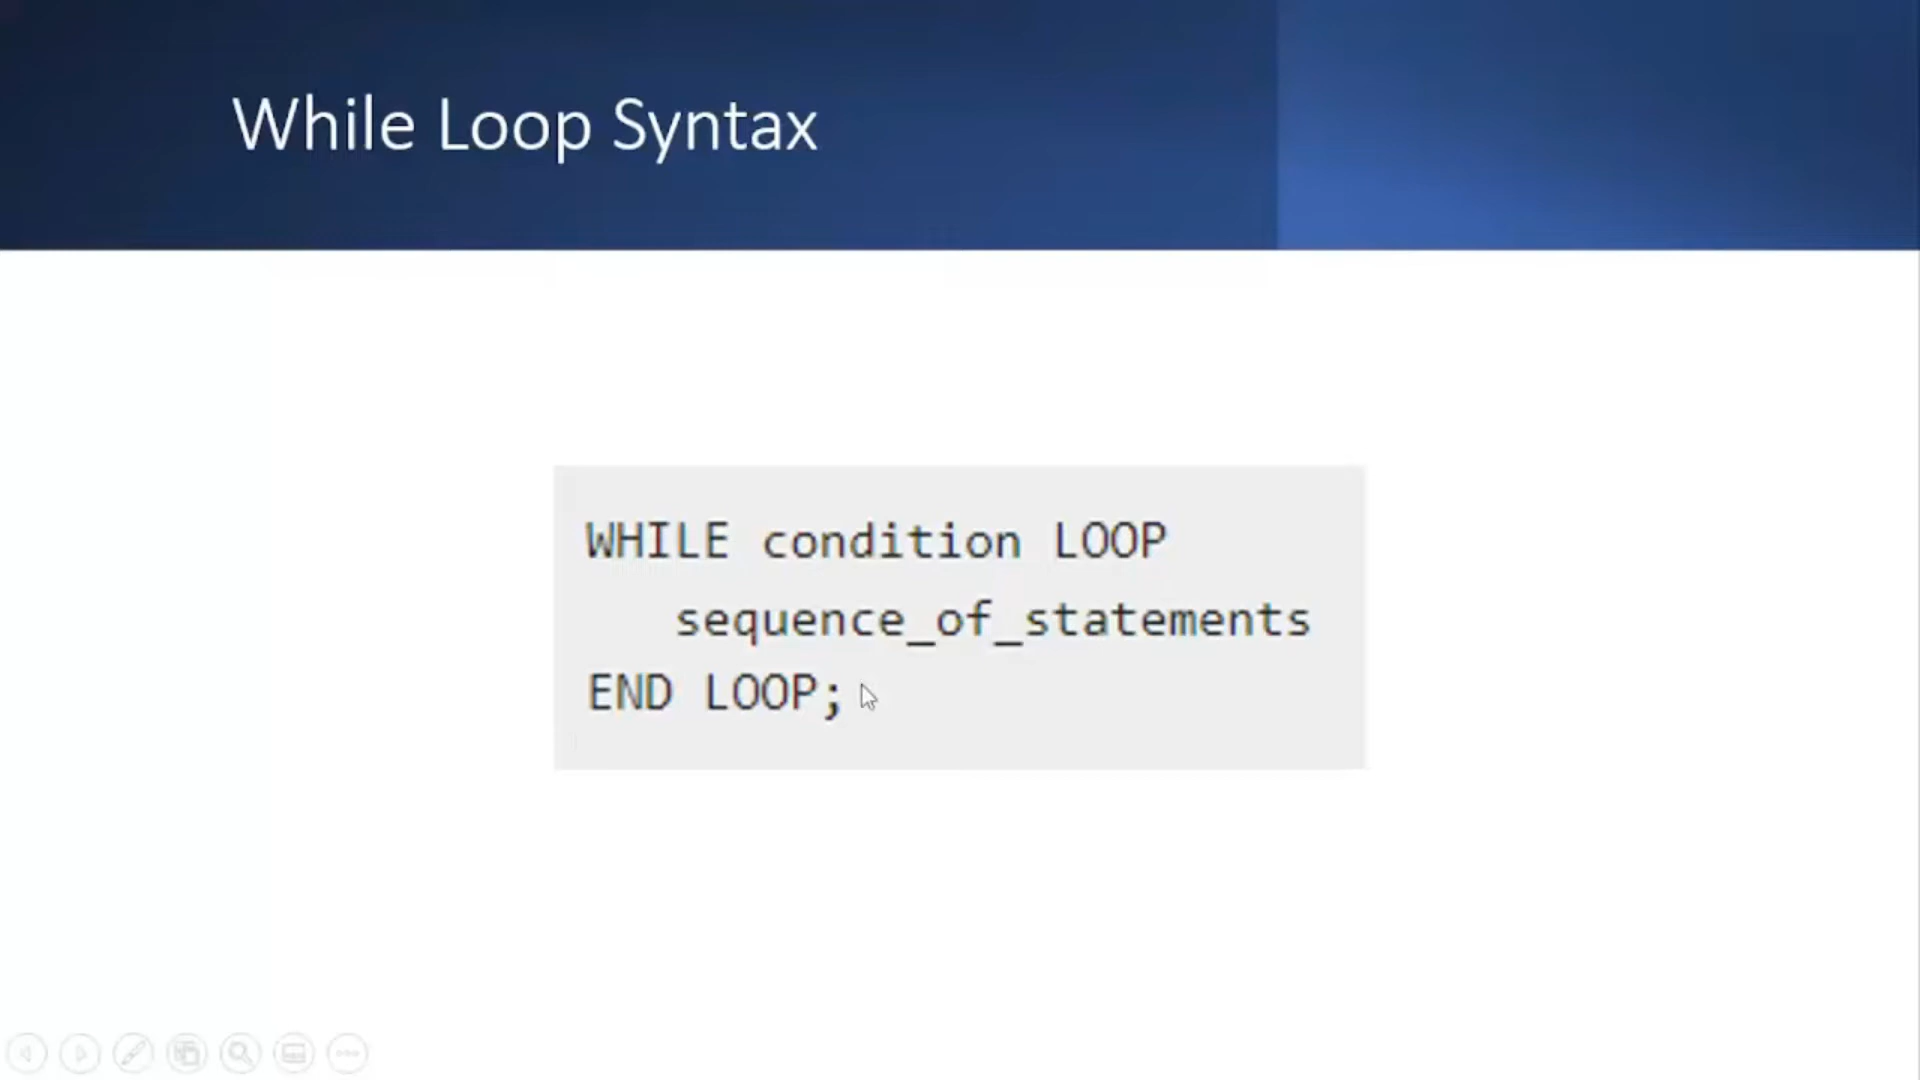 While Loop Syntax
WHILE condition LOOP
sequence_of_statements
END LOOP;